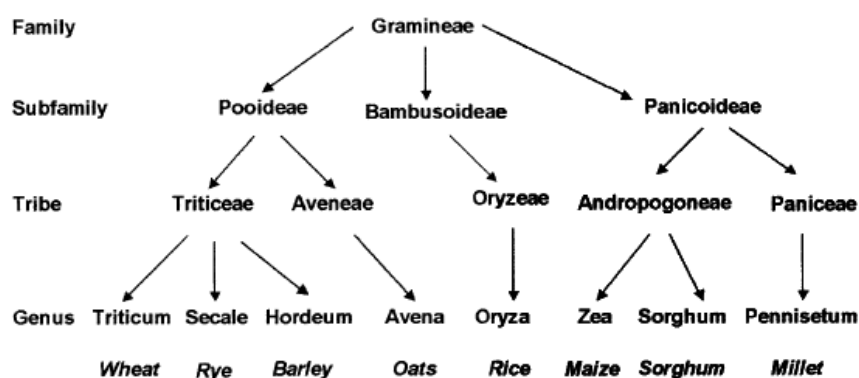 Family Gramineae
Subfamily Pooideae Bambusoideae Panicoideae
Tribe Triticeae Aveneae Oryzeae Andropogoneae Paniceae
Genus Triticum Secale Hordeum Avena Oryza Zea Sorghum Pennisetum
Wheat Rye Barley Oats Rice Maize Sorghum Millet